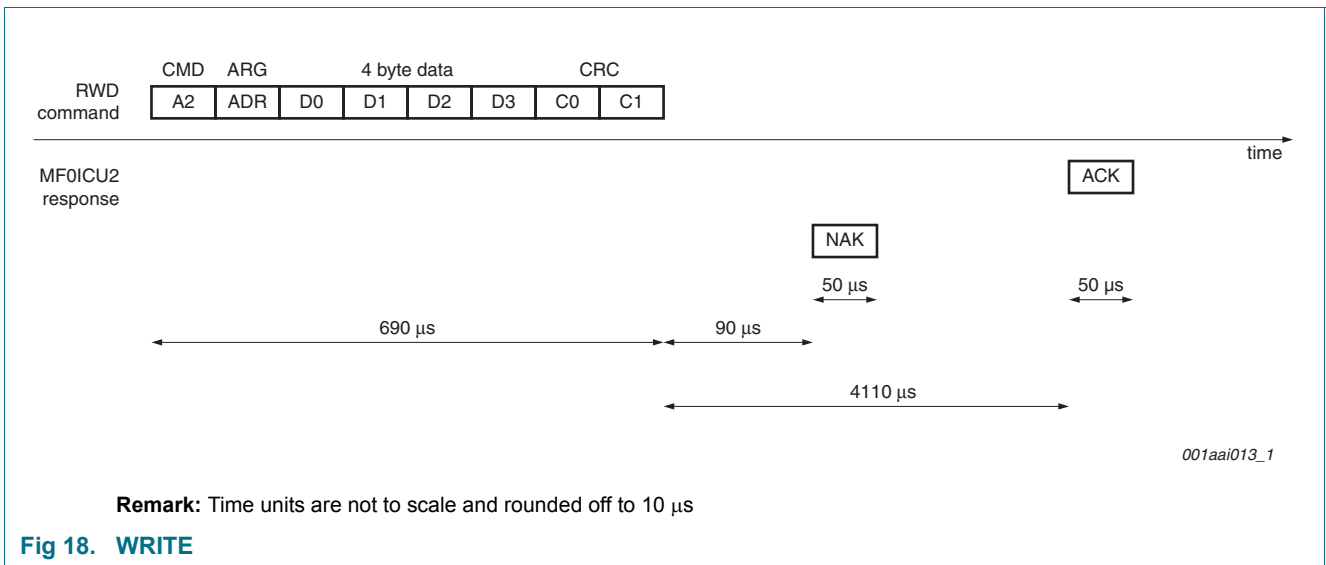 CMD ARG 4 byte data CRC
RWD command
A2 ADR D0 D1 D2 D3 C0 C1
time
MF0ICU2 response
ACK
NAK
50 μs 50 μs
690 μs 90 μs
4110 μs
001aai013_1
Remark: Time units are not to scale and rounded off to 10 μs
Fig 18. WRITE